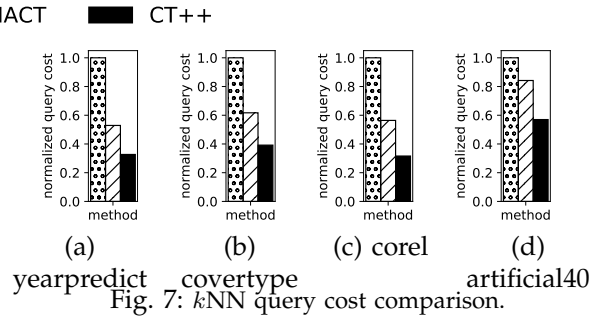 IACT CT++
normalized query cost normalized query cost normalized query cost normalized query cost
1.0 1.0 1.0 1.0
0.8 0.8 0.8 0.8
0.6 0.6 0.6 0.6
0.4 0.4 0.4 0.4
0.2 0.2 0.2 0.2
0.0 0.0 0.0 0.0
method method method method
(a) (b) (c) corel (d)
yearpredict covertype artificial40
Fig. 7: kNN query cost comparison.